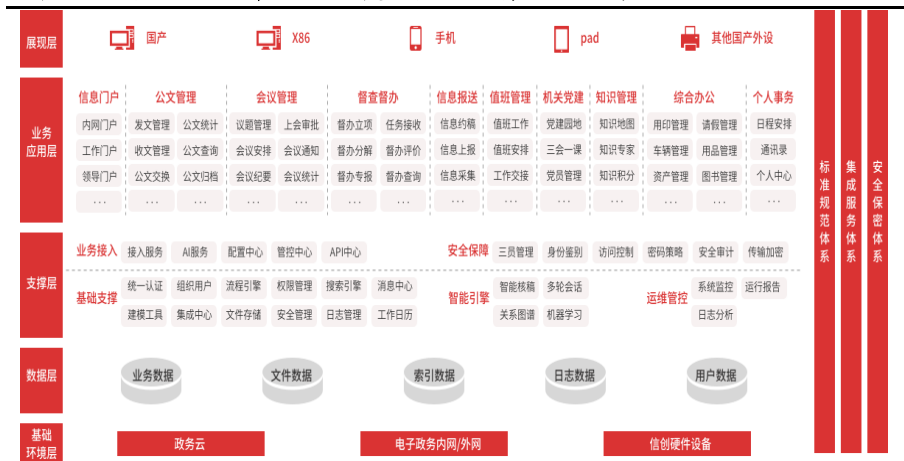 展现层
国产
X86
手机
pad
其他国产外设
业务
应用层
信息门户 公文管理 会议管理 督查督办 信息报送 值班管理 机关党建 知识管理 综合办公 个人事务
内网门户 发文管理 公文统计 议题管理 上会审批 督办立项 任务接收 信息约稿 值班工作 党建园地 知识地图 用印管理 请假管理 日程安排
工作门户 收文管理 公文查询 会议安排 会议通知 督办分解 督办评价 信息上报 值班安排 三会一课 知识专家 车辆管理 用品管理 通讯录
领导门户 公文交换 公文归档 会议纪要 会议统计 督办专报 督办查询 信息采集 工作交接 党员管理 知识积分 资产管理 图书管理 个人中心
... ... ... ... ... ... ... ... ... ... ... ... ... ...
支撑层
业务接入 接入服务 AI服务 配置中心 管控中心 API中心
安全保障 三员管理 身份鉴别 访问控制 密码策略 安全审计 传输加密
基础支撑
统一认证 组织用户 流程引擎 权限管理 搜索引擎 消息中心
建模工具 集成中心 文件存储 安全管理 日志管理 工作日历
智能引擎
智能核稿 多轮会话
关系图谱 机器学习
运维管控
系统监控 运行报告
日志分析
数据层
业务数据
文件数据
索引数据
日志数据
用户数据
基础
环境层
政务云
电子政务内网/外网
信创硬件设备
标准规范体系
集成服务体系
安全保密体系